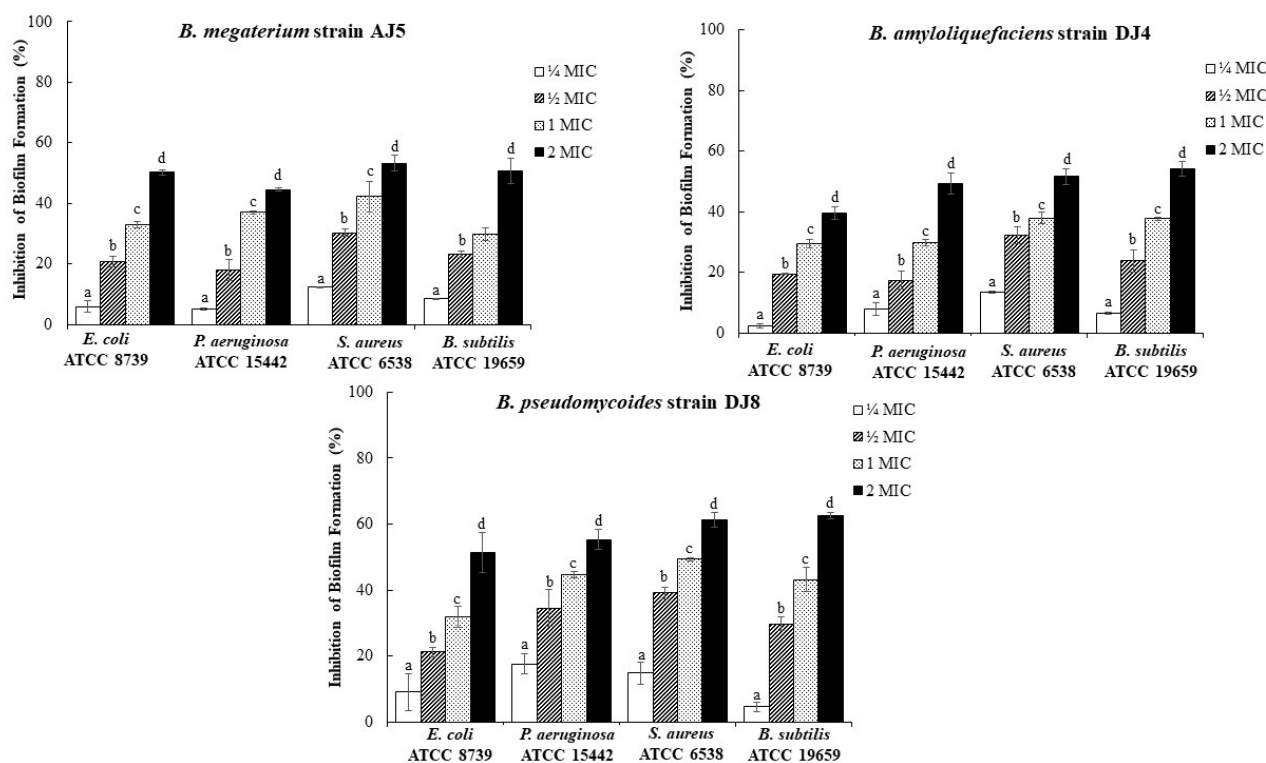 B. megaterium strain AJ5
Inhibition of Biofilm Formation (%)
100
80
60
40
20
0
¼ MIC
½ MIC
1 MIC
2 MIC
a b c d
a b c d
a b c d
a b c d
E. coli P. aeruginosa S. aureus B. subtilis
ATCC 8739 ATCC 15442 ATCC 6538 ATCC 19659
B. amyloliquefaciens strain DJ4
Inhibition of Biofilm Formation (%)
100
80
60
40
20
0
¼ MIC
½ MIC
1 MIC
2 MIC
a b c d
a b c d
a b c d
a b c d
E. coli P. aeruginosa S. aureus B. subtilis
ATCC 8739 ATCC 15442 ATCC 6538 ATCC 19659
B. pseudomycoides strain DJ8
Inhibition of Biofilm Formation (%)
100
80
60
40
20
0
¼ MIC
½ MIC
1 MIC
2 MIC
a b c d
a b c d
a b c d
a b c d
E. coli P. aeruginosa S. aureus B. subtilis
ATCC 8739 ATCC 15442 ATCC 6538 ATCC 19659